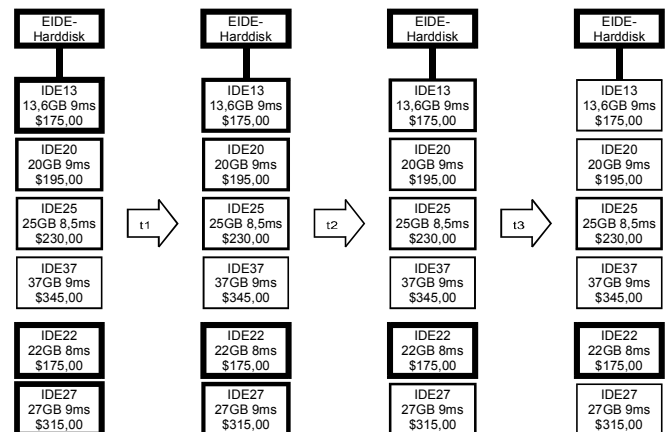 EIDE-
Harddisk
IDE13
13,6GB 9ms
$175,00
IDE20
20GB 9ms
$195,00
IDE25
25GB 8,5ms
$230,00
IDE37
37GB 9ms
$345,00
IDE22
22GB 8ms
$175,00
IDE27
27GB 9ms
$315,00
t1
EIDE-
Harddisk
IDE13
13,6GB 9ms
$175,00
IDE20
20GB 9ms
$195,00
IDE25
25GB 8,5ms
$230,00
IDE37
37GB 9ms
$345,00
IDE22
22GB 8ms
$175,00
IDE27
27GB 9ms
$315,00
t2
EIDE-
Harddisk
IDE13
13,6GB 9ms
$175,00
IDE20
20GB 9ms
$195,00
IDE25
25GB 8,5ms
$230,00
IDE37
37GB 9ms
$345,00
IDE22
22GB 8ms
$175,00
IDE27
27GB 9ms
$315,00
t3
EIDE-
Harddisk
IDE13
13,6GB 9ms
$175,00
IDE20
20GB 9ms
$195,00
IDE25
25GB 8,5ms
$230,00
IDE37
37GB 9ms
$345,00
IDE22
22GB 8ms
$175,00
IDE27
27GB 9ms
$315,00